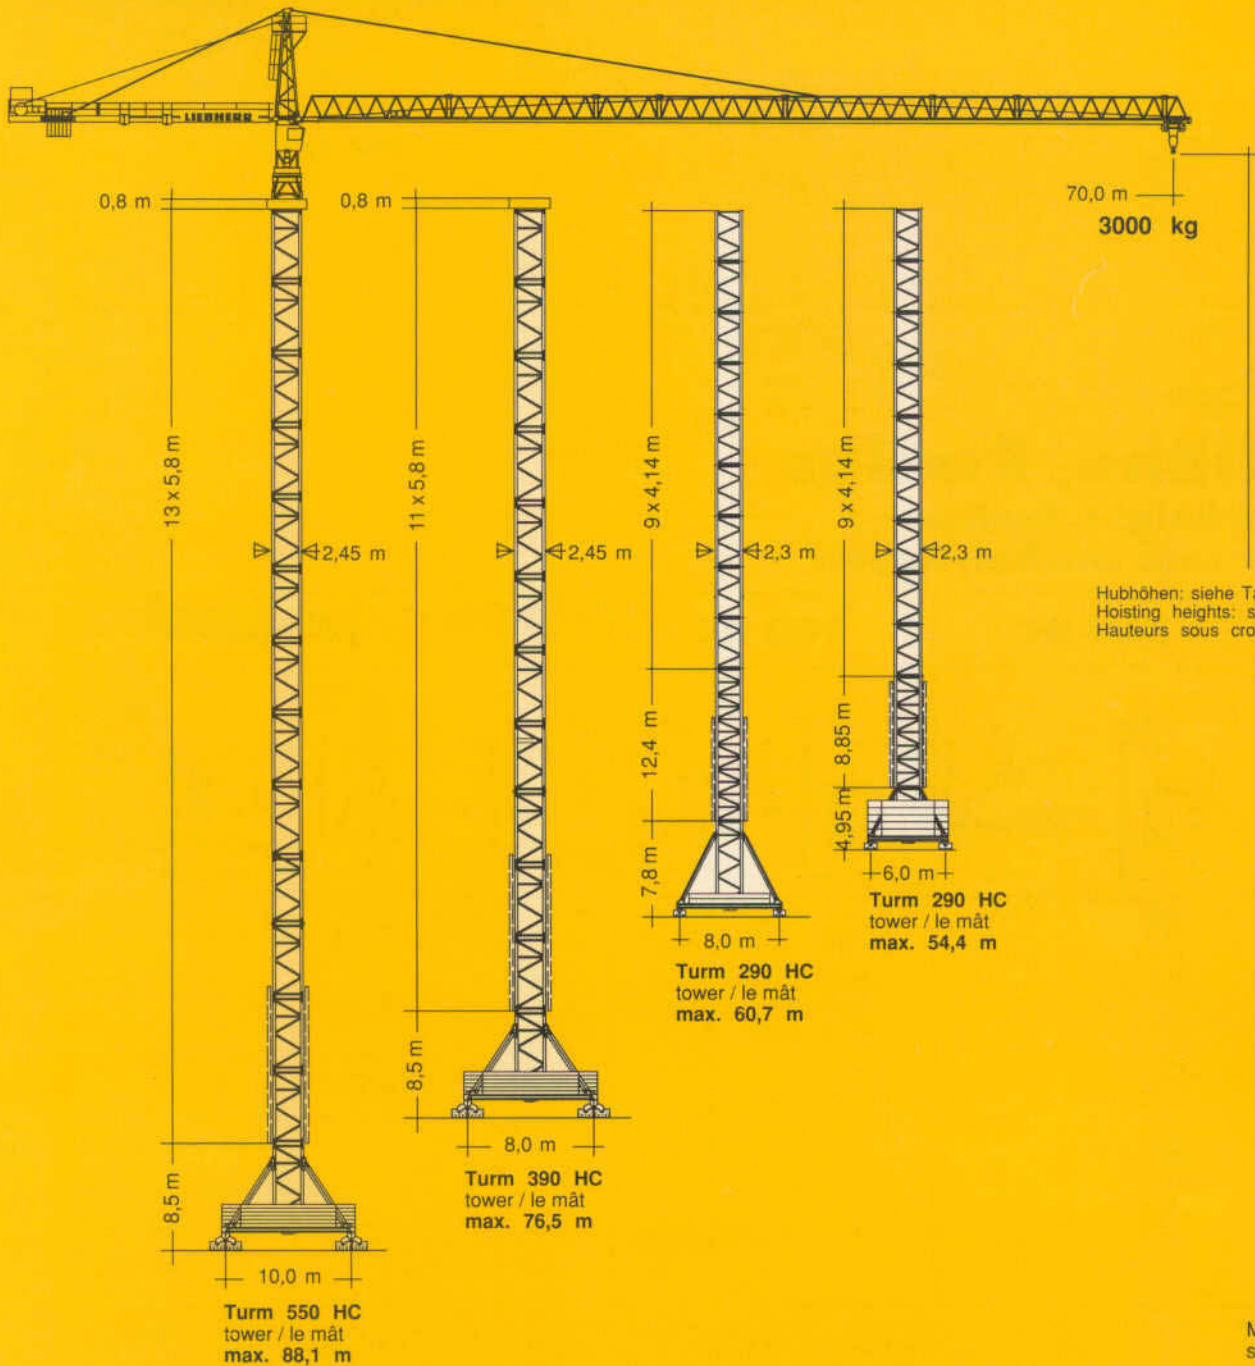 LIEBHERR
0,8 m
0,8 m
70,0 m
3000 kg
13 x 5,8 m
11 x 5,8 m
9 x 4,14 m
9 x 4,14 m
2,45 m
2,45 m
2,3 m
2,3 m
Hubhöhen: siehe
Hoisting heights:
Hauteurs sous
12,4 m
8,85 m
4,95 m
7,8 m
6,0 m
Turm 290 HC
tower / le mât
max. 54,4 m
8,0 m
Turm 290 HC
tower / le mât
max. 60,7 m
8,5 m
8,0 m
Turm 390 HC
tower / le mât
max. 76,5 m
8,5 m
10,0 m
Turm 550 HC
tower / le mât
max. 88,1 m